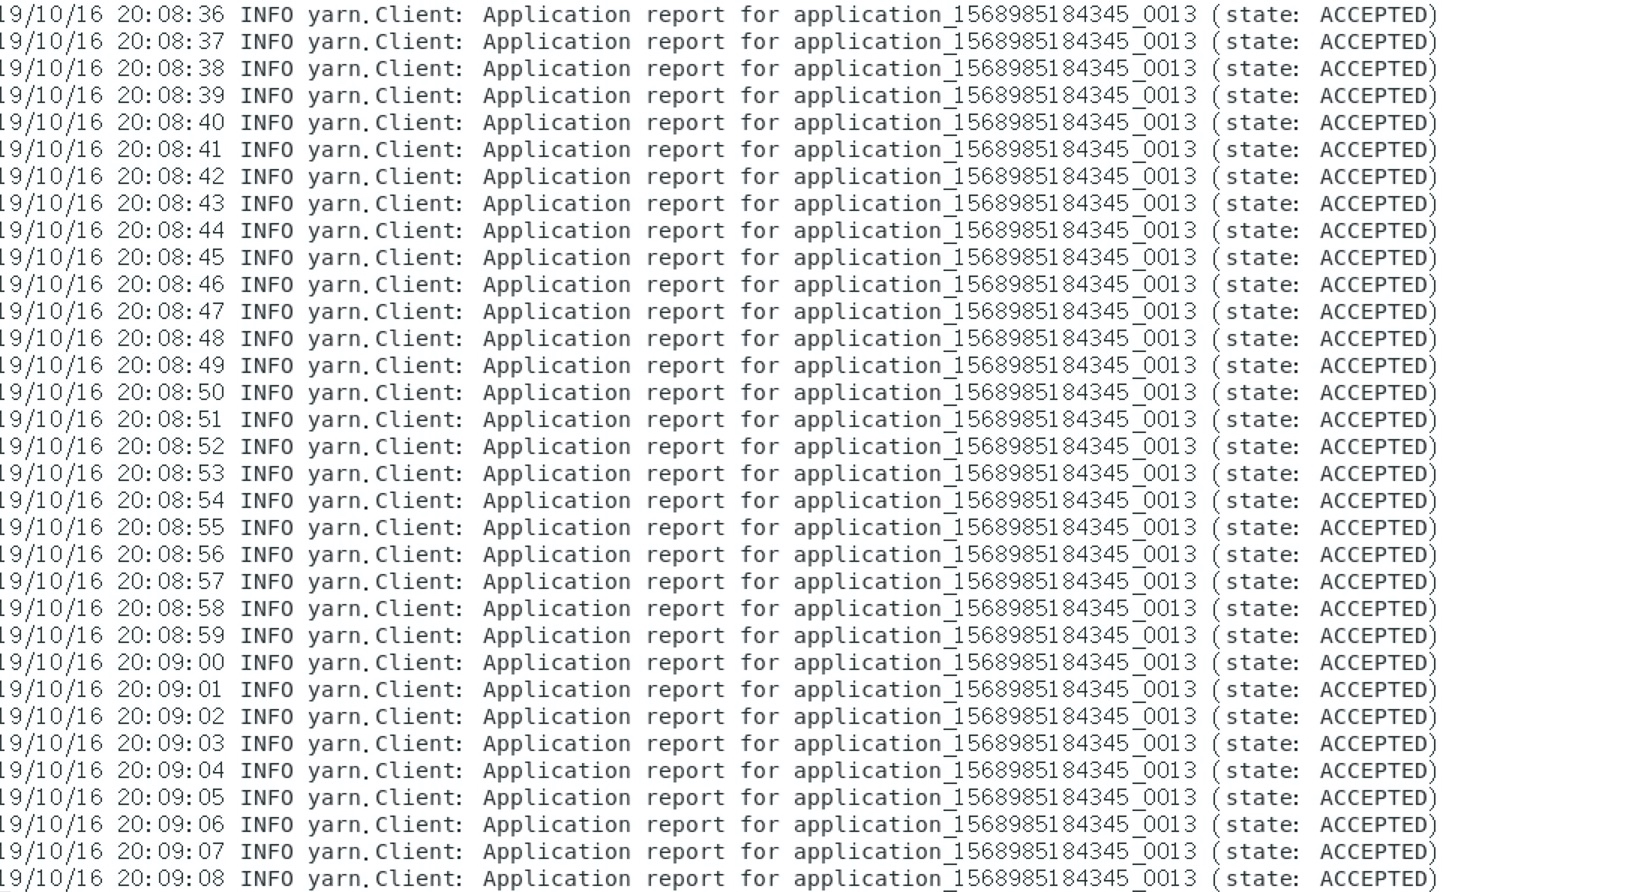 19/10/16 20:08:36 INFO yarn.Client: Application report for application_1568985184345_0013 (state: ACCEPTED)
19/10/16 20:08:37 INFO yarn.Client: Application report for application_1568985184345_0013 (state: ACCEPTED)
19/10/16 20:08:38 INFO yarn.Client: Application report for application_1568985184345_0013 (state: ACCEPTED)
19/10/16 20:08:39 INFO yarn.Client: Application report for application_1568985184345_0013 (state: ACCEPTED)
19/10/16 20:08:40 INFO yarn.Client: Application report for application_1568985184345_0013 (state: ACCEPTED)
19/10/16 20:08:41 INFO yarn.Client: Application report for application_1568985184345_0013 (state: ACCEPTED)
19/10/16 20:08:42 INFO yarn.Client: Application report for application_1568985184345_0013 (state: ACCEPTED)
19/10/16 20:08:43 INFO yarn.Client: Application report for application_1568985184345_0013 (state: ACCEPTED)
19/10/16 20:08:44 INFO yarn.Client: Application report for application_1568985184345_0013 (state: ACCEPTED)
19/10/16 20:08:45 INFO yarn.Client: Application report for application_1568985184345_0013 (state: ACCEPTED)
19/10/16 20:08:46 INFO yarn.Client: Application report for application_1568985184345_0013 (state: ACCEPTED)
19/10/16 20:08:47 INFO yarn.Client: Application report for application_1568985184345_0013 (state: ACCEPTED)
19/10/16 20:08:48 INFO yarn.Client: Application report for application_1568985184345_0013 (state: ACCEPTED)
19/10/16 20:08:49 INFO yarn.Client: Application report for application_1568985184345_0013 (state: ACCEPTED)
19/10/16 20:08:50 INFO yarn.Client: Application report for application_1568985184345_0013 (state: ACCEPTED)
19/10/16 20:08:51 INFO yarn.Client: Application report for application_1568985184345_0013 (state: ACCEPTED)
19/10/16 20:08:52 INFO yarn.Client: Application report for application_1568985184345_0013 (state: ACCEPTED)
19/10/16 20:08:53 INFO yarn.Client: Application report for application_1568985184345_0013 (state: ACCEPTED)
19/10/16 20:08:54 INFO yarn.Client: Application report for application_1568985184345_0013 (state: ACCEPTED)
19/10/16 20:08:55 INFO yarn.Client: Application report for application_1568985184345_0013 (state: ACCEPTED)
19/10/16 20:08:56 INFO yarn.Client: Application report for application_1568985184345_0013 (state: ACCEPTED)
19/10/16 20:08:57 INFO yarn.Client: Application report for application_1568985184345_0013 (state: ACCEPTED)
19/10/16 20:08:58 INFO yarn.Client: Application report for application_1568985184345_0013 (state: ACCEPTED)
19/10/16 20:08:59 INFO yarn.Client: Application report for application_1568985184345_0013 (state: ACCEPTED)
19/10/16 20:09:00 INFO yarn.Client: Application report for application_1568985184345_0013 (state: ACCEPTED)
19/10/16 20:09:01 INFO yarn.Client: Application report for application_1568985184345_0013 (state: ACCEPTED)
19/10/16 20:09:02 INFO yarn.Client: Application report for application_1568985184345_0013 (state: ACCEPTED)
19/10/16 20:09:03 INFO yarn.Client: Application report for application_1568985184345_0013 (state: ACCEPTED)
19/10/16 20:09:04 INFO yarn.Client: Application report for application_1568985184345_0013 (state: ACCEPTED)
19/10/16 20:09:05 INFO yarn.Client: Application report for application_1568985184345_0013 (state: ACCEPTED)
19/10/16 20:09:06 INFO yarn.Client: Application report for application_1568985184345_0013 (state: ACCEPTED)
19/10/16 20:09:07 INFO yarn.Client: Application report for application_1568985184345_0013 (state: ACCEPTED)
19/10/16 20:09:08 INFO yarn.Client: Application report for application_1568985184345_0013 (state: ACCEPTED)